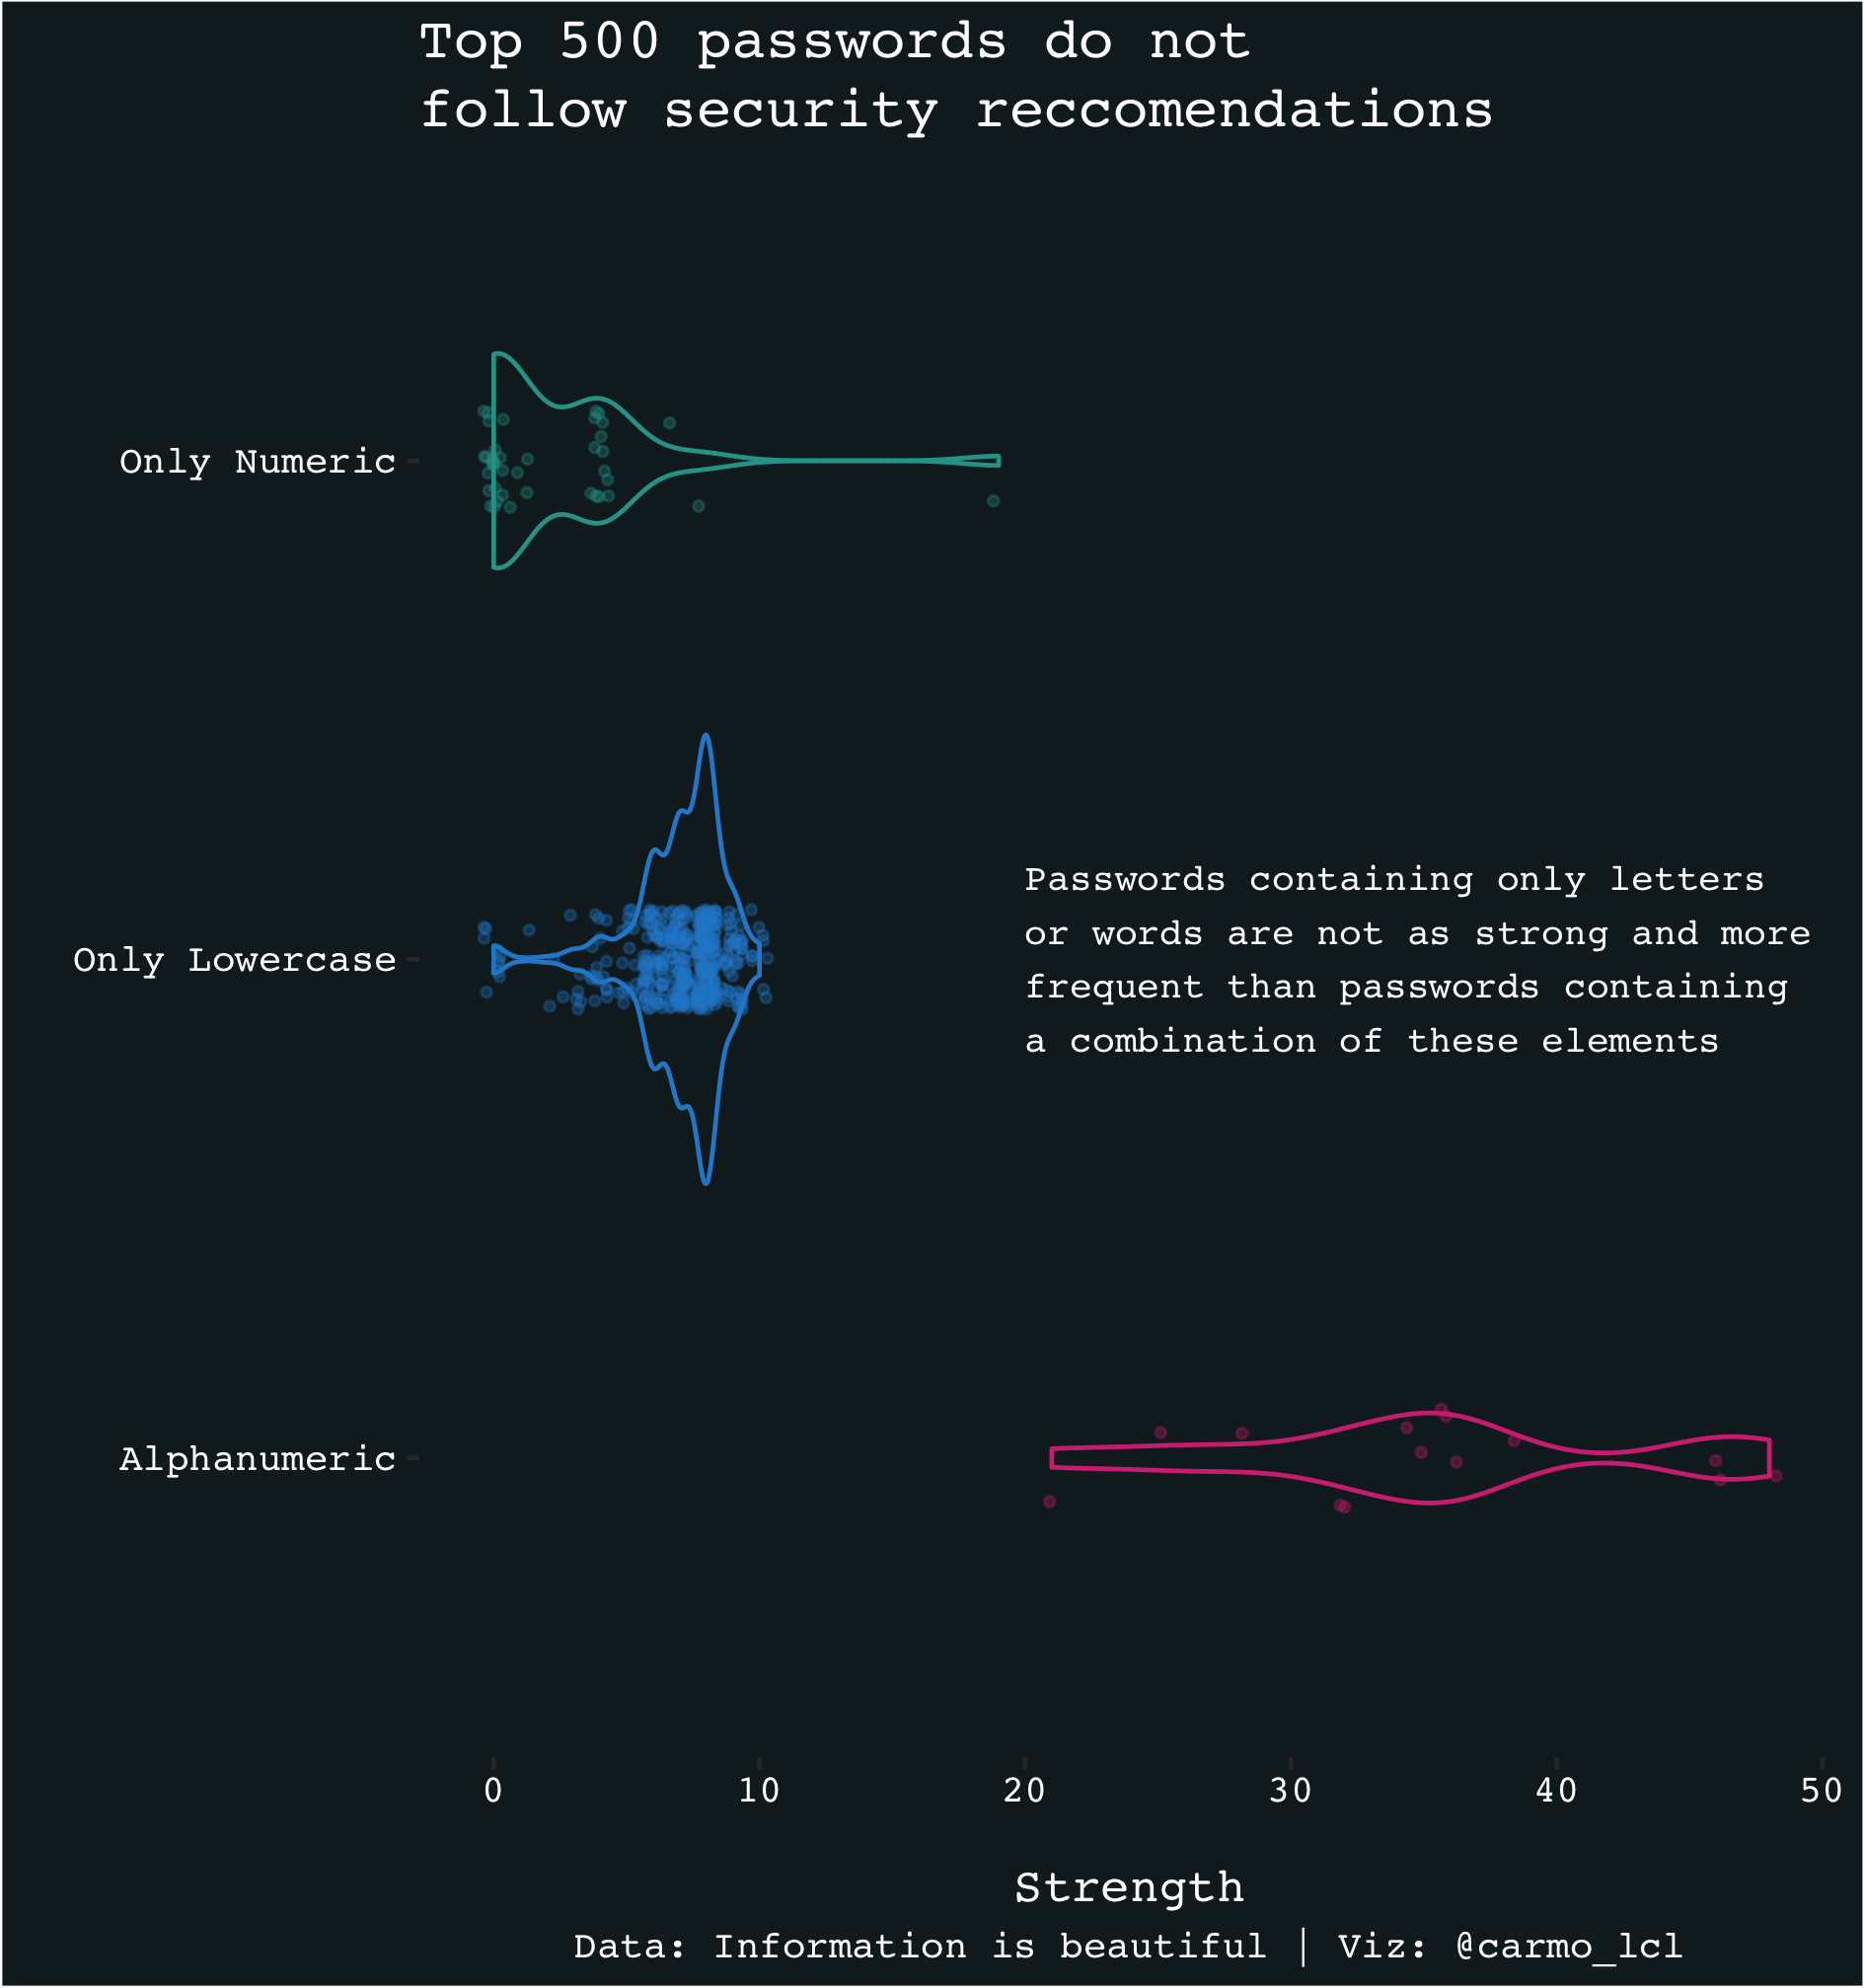 Top 500 passwords do not
follow security reccomendations
Only Numeric
Only Lowercase
Passwords containing only letters
or words are not as strong and more
frequent than passwords containing
a combination of these elements
Alphanumeric
0 10 20 30 40 50
Strength
Data: Information is beautiful | Viz: @carmo_lcl